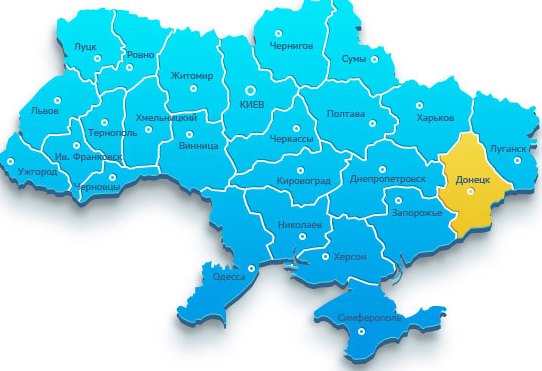 Чернигов
Луцк
Ровно
Сумы
Житомир
КИЕВ
Львов
Хмельницкий
Полтава
Харьков
Тернополь
Черкассы
Винница
Луганск
Ив. Франковск
Ужгород
Черновцы
Кировоград
Днепропетровск
Донецк
Запорожье
Николаев
Херсон
Одесса
Симферополь